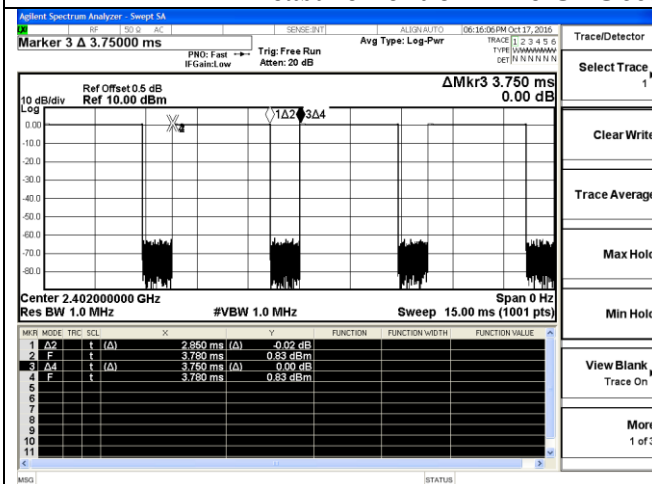 Agilent Spectrum Analyzer - Swept SA
RF 50 Ω AC SENSE:INT ALIGN AUTO 06:16:06 PM Oct 17, 2016
Marker 3 Δ 3.75000 ms
PNO: Fast
IFGain:Low
Trig: Free Run
Atten: 20 dB
Avg Type: Log-Pwr
TRACE 1 2 3 4 5 6
TYPE
DET N N N N N N
Trace/Detector
Select Trace
1
Clear Write
Trace Average
Max Hold
Min Hold
View Blank
Trace On
More
1 of 3
Ref Offset 0.5 dB
Ref 10.00 dBm
10 dB/div
Log
ΔMkr3 3.750 ms
0.00 dB
1Δ2 3Δ4
0.00
-10.0
-20.0
-30.0
-40.0
-50.0
-60.0
-70.0
-80.0
Center 2.402000000 GHz
Span 0 Hz
Res BW 1.0 MHz
#VBW 1.0 MHz
Sweep 15.00 ms (1001 pts)
MKR MODE TRC SCL X Y FUNCTION FUNCTION WIDTH FUNCTION VALUE
1 Δ2 t (Δ) 2.850 ms (Δ) -0.02 dB
2 F t 3.780 ms 0.83 dBm
3 Δ4 t (Δ) 3.750 ms (Δ) 0.00 dB
4 F t 3.780 ms 0.83 dBm
5
6
7
8
9
10
11
MSG STATUS